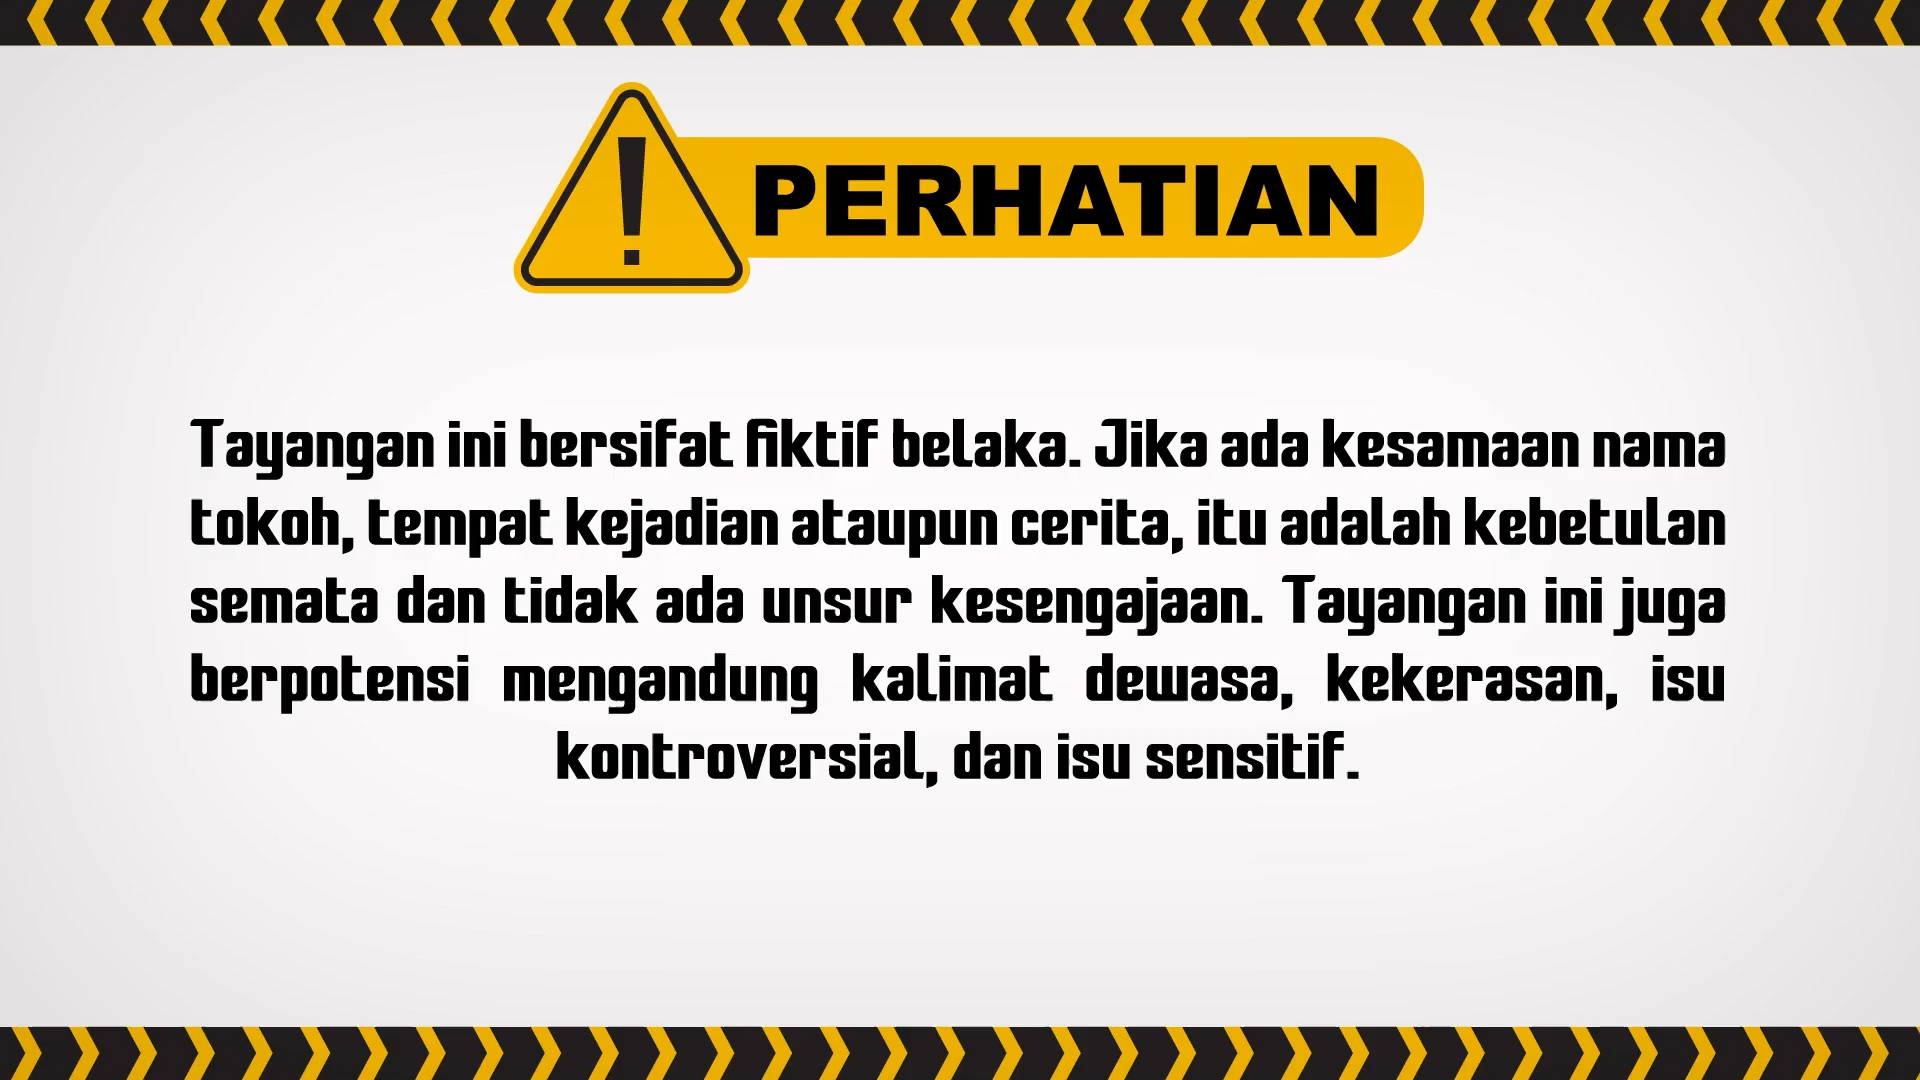 PERHATIAN
Tayangan ini bersifat fiktif belaka. Jika ada kesamaan nama
tokoh, tempat kejadian ataupun cerita, itu adalah kebetulan
semata dan tidak ada unsur kesengajaan. Tayangan ini juga
berpotensi mengandung kalimat dewasa, kekerasan, isu
kontroversial, dan isu sensitif.